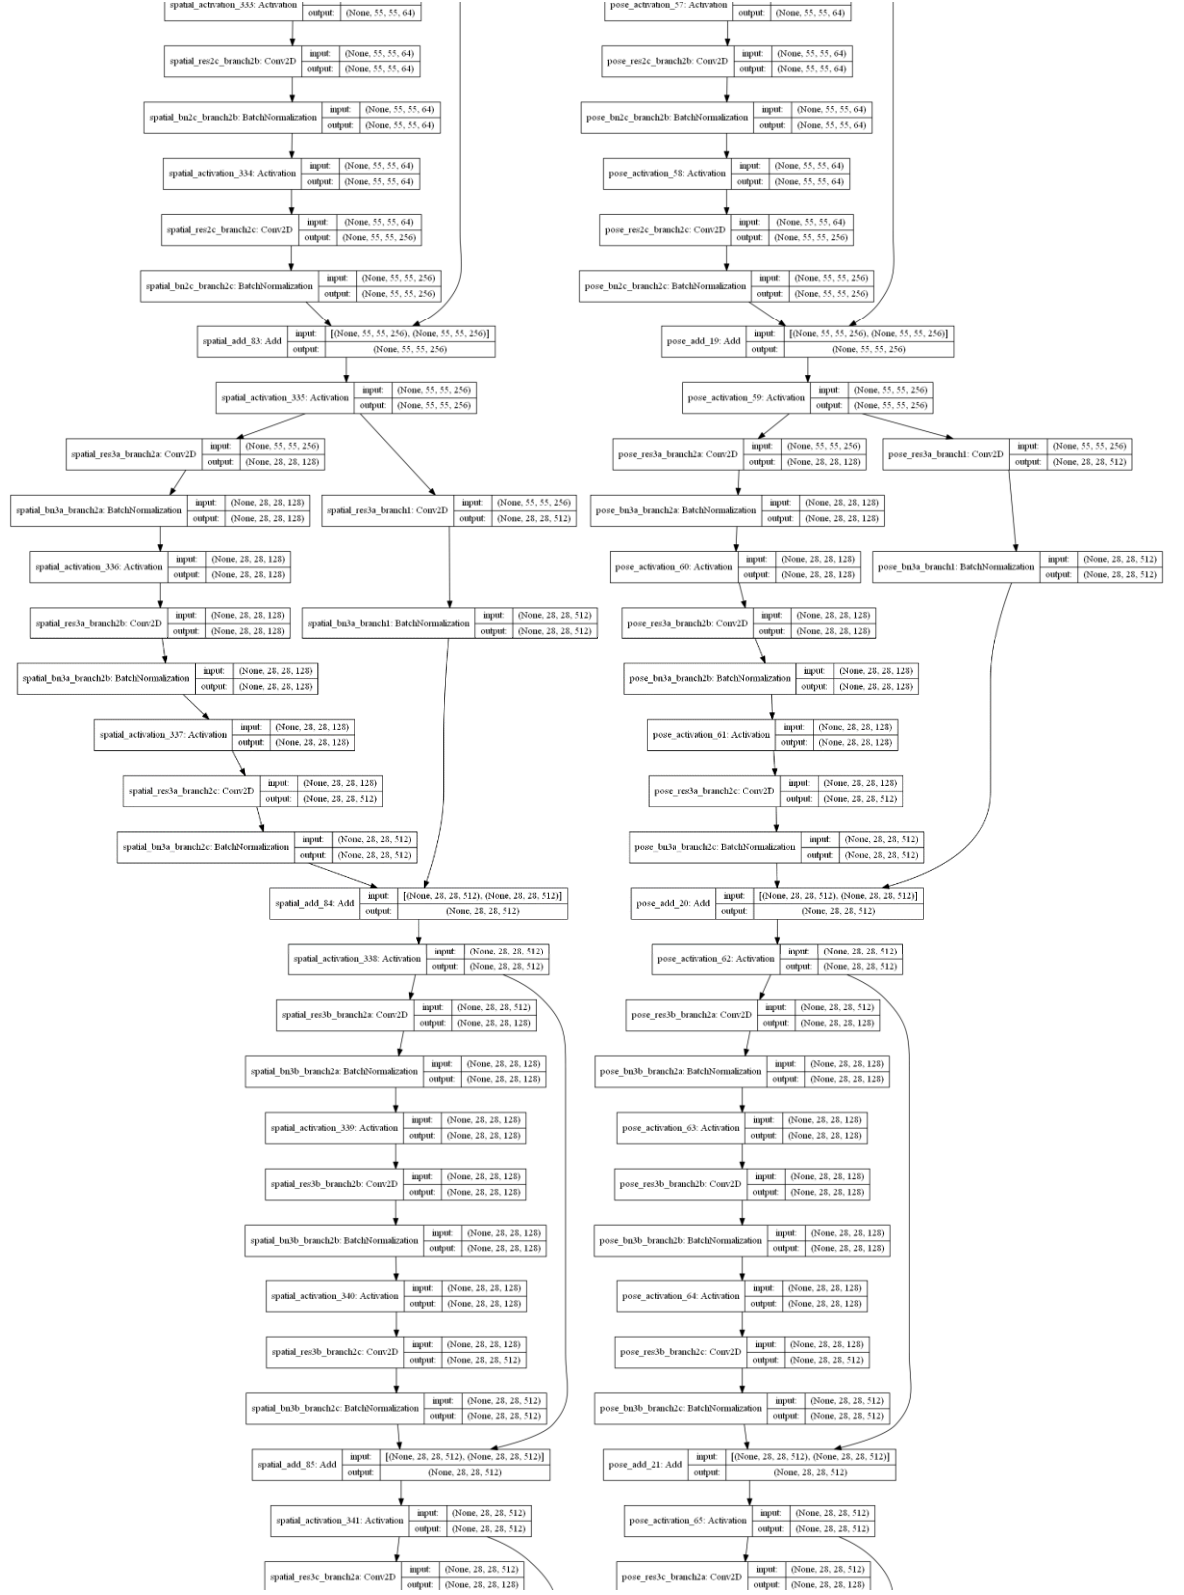 spatial_activation_333: Activation
output: (None, 55, 55, 64)
spatial_res2c_branch2b: Conv2D
input: (None, 55, 55, 64)
output: (None, 55, 55, 64)
spatial_bn2c_branch2b: BatchNormalization
input: (None, 55, 55, 64)
output: (None, 55, 55, 64)
spatial_activation_334: Activation
input: (None, 55, 55, 64)
output: (None, 55, 55, 64)
spatial_res2c_branch2c: Conv2D
input: (None, 55, 55, 64)
output: (None, 55, 55, 256)
spatial_bn2c_branch2c: BatchNormalization
input: (None, 55, 55, 256)
output: (None, 55, 55, 256)
spatial_add_83: Add
input: [(None, 55, 55, 256), (None, 55, 55, 256)]
output: (None, 55, 55, 256)
spatial_activation_335: Activation
input: (None, 55, 55, 256)
output: (None, 55, 55, 256)
spatial_res3a_branch2a: Conv2D
input: (None, 55, 55, 256)
output: (None, 28, 28, 128)
spatial_bn3a_branch2a: BatchNormalization
input: (None, 28, 28, 128)
output: (None, 28, 28, 128)
spatial_res3a_branch1: Conv2D
input: (None, 55, 55, 256)
output: (None, 28, 28, 512)
spatial_activation_336: Activation
input: (None, 28, 28, 128)
output: (None, 28, 28, 128)
spatial_res3a_branch2b: Conv2D
input: (None, 28, 28, 128)
output: (None, 28, 28, 128)
spatial_bn3a_branch1: BatchNormalization
input: (None, 28, 28, 512)
output: (None, 28, 28, 512)
spatial_bn3a_branch2b: BatchNormalization
input: (None, 28, 28, 128)
output: (None, 28, 28, 128)
spatial_activation_337: Activation
input: (None, 28, 28, 128)
output: (None, 28, 28, 128)
spatial_res3a_branch2c: Conv2D
input: (None, 28, 28, 128)
output: (None, 28, 28, 512)
spatial_bn3a_branch2c: BatchNormalization
input: (None, 28, 28, 512)
output: (None, 28, 28, 512)
spatial_add_84: Add
input: [(None, 28, 28, 512), (None, 28, 28, 512)]
output: (None, 28, 28, 512)
spatial_activation_338: Activation
input: (None, 28, 28, 512)
output: (None, 28, 28, 512)
spatial_res3b_branch2a: Conv2D
input: (None, 28, 28, 512)
output: (None, 28, 28, 128)
spatial_bn3b_branch2a: BatchNormalization
input: (None, 28, 28, 128)
output: (None, 28, 28, 128)
spatial_activation_339: Activation
input: (None, 28, 28, 128)
output: (None, 28, 28, 128)
spatial_res3b_branch2b: Conv2D
input: (None, 28, 28, 128)
output: (None, 28, 28, 128)
spatial_bn3b_branch2b: BatchNormalization
input: (None, 28, 28, 128)
output: (None, 28, 28, 128)
spatial_activation_340: Activation
input: (None, 28, 28, 128)
output: (None, 28, 28, 128)
spatial_res3b_branch2c: Conv2D
input: (None, 28, 28, 128)
output: (None, 28, 28, 512)
spatial_bn3b_branch2c: BatchNormalization
input: (None, 28, 28, 512)
output: (None, 28, 28, 512)
spatial_add_85: Add
input: [(None, 28, 28, 512), (None, 28, 28, 512)]
output: (None, 28, 28, 512)
spatial_activation_341: Activation
input: (None, 28, 28, 512)
output: (None, 28, 28, 512)
spatial_res3c_branch2a: Conv2D
input: (None, 28, 28, 512)
output: (None, 28, 28, 128)
pose_activation_57: Activation
output: (None, 55, 55, 64)
pose_res2c_branch2b: Conv2D
input: (None, 55, 55, 64)
output: (None, 55, 55, 64)
pose_bn2c_branch2b: BatchNormalization
input: (None, 55, 55, 64)
output: (None, 55, 55, 64)
pose_activation_58: Activation
input: (None, 55, 55, 64)
output: (None, 55, 55, 64)
pose_res2c_branch2c: Conv2D
input: (None, 55, 55, 64)
output: (None, 55, 55, 256)
pose_bn2c_branch2c: BatchNormalization
input: (None, 55, 55, 256)
output: (None, 55, 55, 256)
pose_add_19: Add
input: [(None, 55, 55, 256), (None, 55, 55, 256)]
output: (None, 55, 55, 256)
pose_activation_59: Activation
input: (None, 55, 55, 256)
output: (None, 55, 55, 256)
pose_res3a_branch2a: Conv2D
input: (None, 55, 55, 256)
output: (None, 28, 28, 128)
pose_res3a_branch1: Conv2D
input: (None, 55, 55, 256)
output: (None, 28, 28, 512)
pose_bn3a_branch2a: BatchNormalization
input: (None, 28, 28, 128)
output: (None, 28, 28, 128)
pose_activation_60: Activation
input: (None, 28, 28, 128)
output: (None, 28, 28, 128)
pose_bn3a_branch1: BatchNormalization
input: (None, 28, 28, 512)
output: (None, 28, 28, 512)
pose_res3a_branch2b: Conv2D
input: (None, 28, 28, 128)
output: (None, 28, 28, 128)
pose_bn3a_branch2b: BatchNormalization
input: (None, 28, 28, 128)
output: (None, 28, 28, 128)
pose_activation_61: Activation
input: (None, 28, 28, 128)
output: (None, 28, 28, 128)
pose_res3a_branch2c: Conv2D
input: (None, 28, 28, 128)
output: (None, 28, 28, 512)
pose_bn3a_branch2c: BatchNormalization
input: (None, 28, 28, 512)
output: (None, 28, 28, 512)
pose_add_20: Add
input: [(None, 28, 28, 512), (None, 28, 28, 512)]
output: (None, 28, 28, 512)
pose_activation_62: Activation
input: (None, 28, 28, 512)
output: (None, 28, 28, 512)
pose_res3b_branch2a: Conv2D
input: (None, 28, 28, 512)
output: (None, 28, 28, 128)
pose_bn3b_branch2a: BatchNormalization
input: (None, 28, 28, 128)
output: (None, 28, 28, 128)
pose_activation_63: Activation
input: (None, 28, 28, 128)
output: (None, 28, 28, 128)
pose_res3b_branch2b: Conv2D
input: (None, 28, 28, 128)
output: (None, 28, 28, 128)
pose_bn3b_branch2b: BatchNormalization
input: (None, 28, 28, 128)
output: (None, 28, 28, 128)
pose_activation_64: Activation
input: (None, 28, 28, 128)
output: (None, 28, 28, 128)
pose_res3b_branch2c: Conv2D
input: (None, 28, 28, 128)
output: (None, 28, 28, 512)
pose_bn3b_branch2c: BatchNormalization
input: (None, 28, 28, 512)
output: (None, 28, 28, 512)
pose_add_21: Add
input: [(None, 28, 28, 512), (None, 28, 28, 512)]
output: (None, 28, 28, 512)
pose_activation_65: Activation
input: (None, 28, 28, 512)
output: (None, 28, 28, 512)
pose_res3c_branch2a: Conv2D
input: (None, 28, 28, 512)
output: (None, 28, 28, 128)